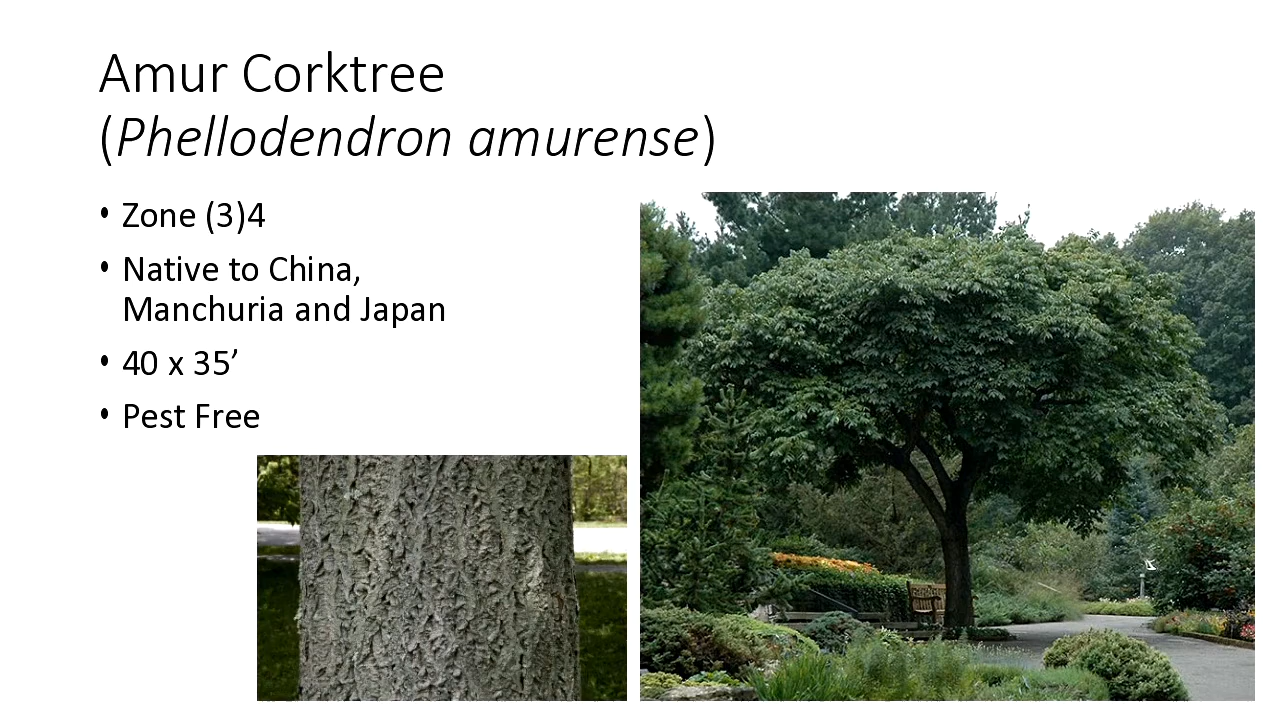 Amur Corktree
(Phellodendron amurense)
• Zone (3)4
• Native to China,
Manchuria and Japan
• 40 x 35’
• Pest Free